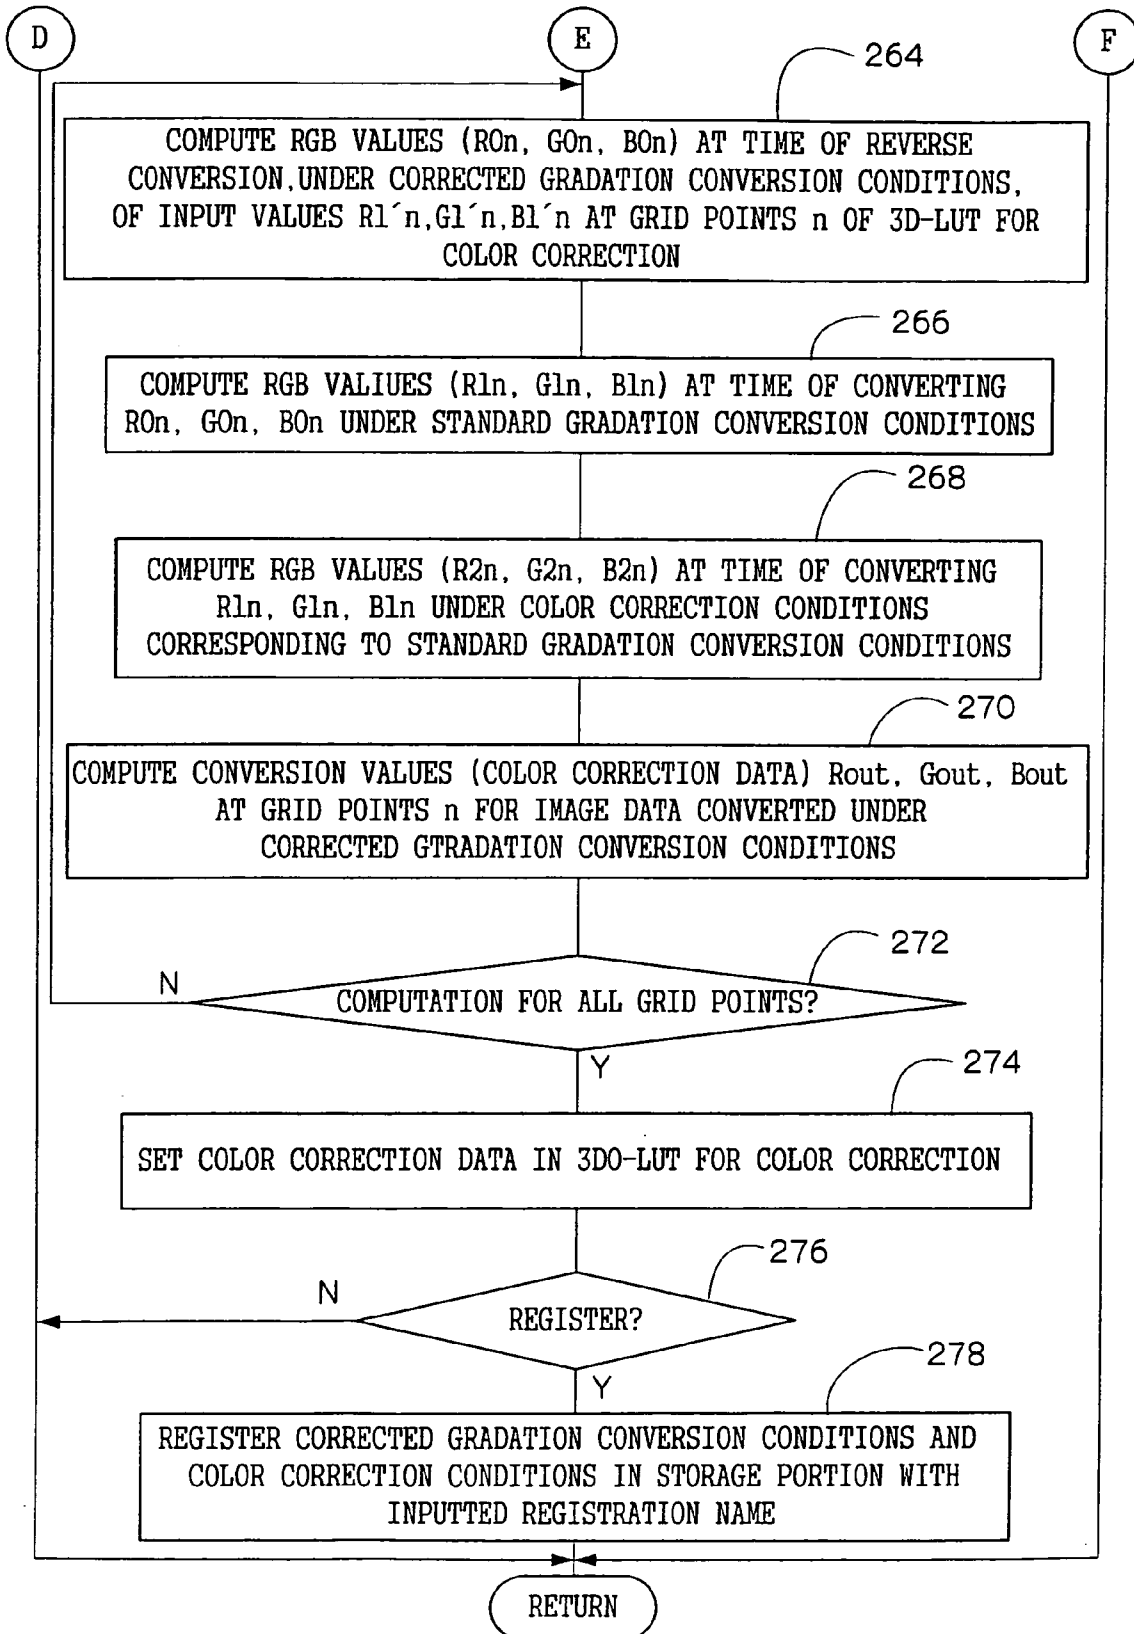 D
E
F
264
COMPUTE RGB VALUES (R0n, G0n, B0n) AT TIME OF REVERSE
CONVERSION,UNDER CORRECTED GRADATION CONVERSION CONDITIONS,
OF INPUT VALUES R1´n,G1´n,B1´n AT GRID POINTS n OF 3D-LUT FOR
COLOR CORRECTION
266
COMPUTE RGB VALIUES (R1n, G1n, B1n) AT TIME OF CONVERTING
R0n, G0n, B0n UNDER STANDARD GRADATION CONVERSION CONDITIONS
268
COMPUTE RGB VALUES (R2n, G2n, B2n) AT TIME OF CONVERTING
R1n, G1n, B1n UNDER COLOR CORRECTION CONDITIONS
CORRESPONDING TO STANDARD GRADATION CONVERSION CONDITIONS
270
COMPUTE CONVERSION VALUES (COLOR CORRECTION DATA) Rout, Gout, Bout
AT GRID POINTS n FOR IMAGE DATA CONVERTED UNDER
CORRECTED GTRADATION CONVERSION CONDITIONS
272
N
COMPUTATION FOR ALL GRID POINTS?
Y
274
SET COLOR CORRECTION DATA IN 3DO-LUT FOR COLOR CORRECTION
276
N
REGISTER?
278
Y
REGISTER CORRECTED GRADATION CONVERSION CONDITIONS AND
COLOR CORRECTION CONDITIONS IN STORAGE PORTION WITH
INPUTTED REGISTRATION NAME
RETURN